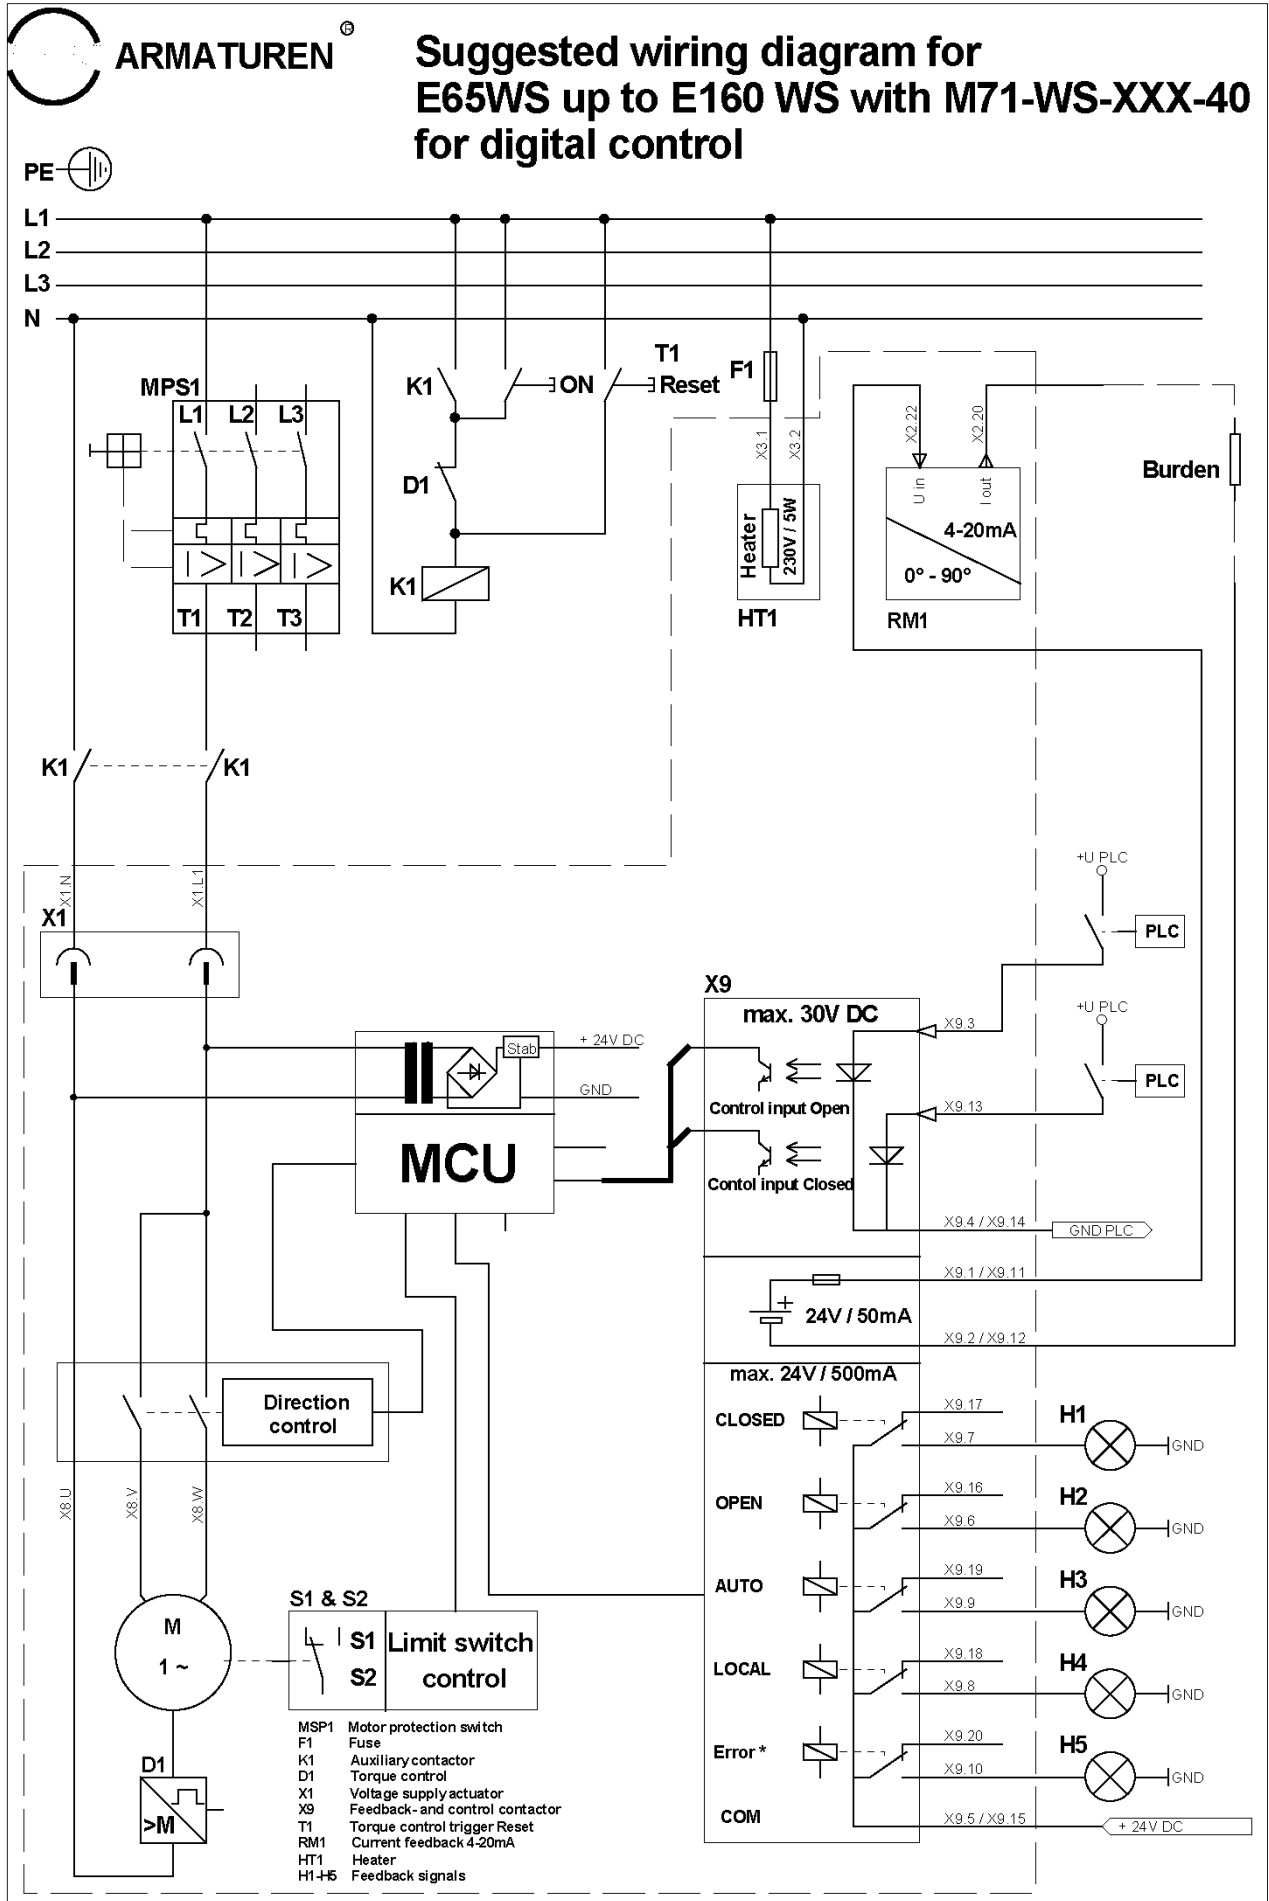 ARMATUREN ®
Suggested wiring diagram for
E65WS up to E160 WS with M71-WS-XXX-40
for digital control
PE
L1
L2
L3
N
MPS1
L1 L2 L3
T1 T2 T3
K1
ON
T1
Reset
D1
K1
F1
X3.1
X3.2
Heater
230V / 5W
HT1
X2.22
X2.20
U in
I out
4-20mA
0° - 90°
RM1
Burden
K1
K1
X1.N
X1.L1
X1
+U PLC
PLC
+U PLC
PLC
X9
max. 30V DC
X9.3
Control input Open
X9.13
Contol input Closed
X9.4 / X9.14
GND PLC
Stab
+ 24V DC
GND
MCU
X9.1 / X9.11
24V / 50mA
X9.2 / X9.12
max. 24V / 500mA
Direction
control
X8.U
X8.V
X8.W
CLOSED
X9.17
X9.7
H1
GND
OPEN
X9.16
X9.6
H2
GND
AUTO
X9.19
X9.9
H3
GND
LOCAL
X9.18
X9.8
H4
GND
Error *
X9.20
X9.10
H5
GND
COM
X9.5 / X9.15
+ 24V DC
M
1 ~
S1 & S2
S1
S2
Limit switch
control
D1
>M
MSP1 Motor protection switch
F1 Fuse
K1 Auxiliary contactor
D1 Torque control
X1 Voltage supply actuator
X9 Feedback- and control contactor
T1 Torque control trigger Reset
RM1 Current feedback 4-20mA
HT1 Heater
H1-H5 Feedback signals